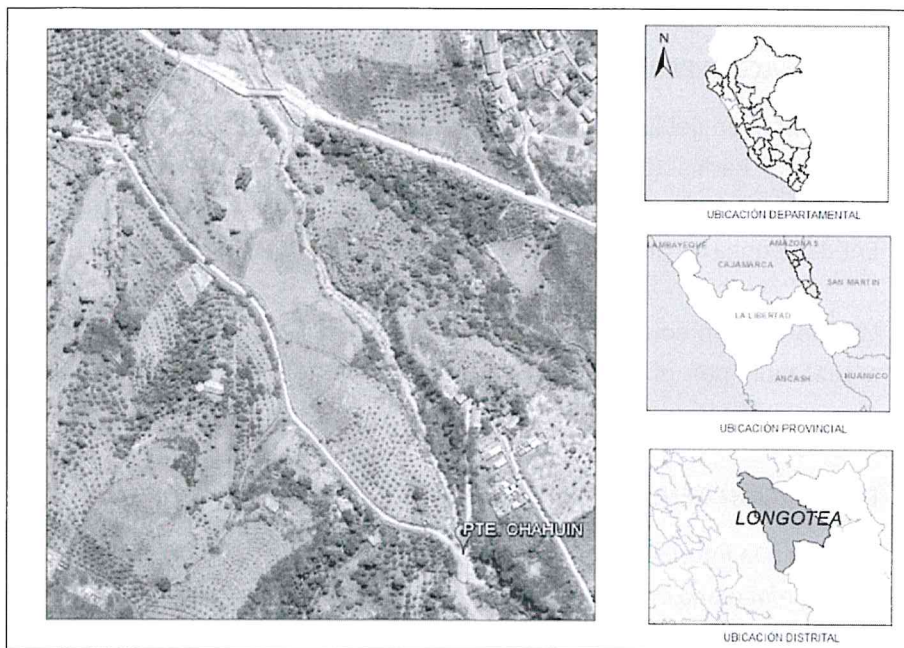 PTE. CHAHUIN
N
UBICACIÓN DEPARTAMENTAL
LAMBAYEQUE
AMAZONAS
CAJAMARCA
SAN MARTIN
LA LIBERTAD
ANCASH
HUANUCO
UBICACIÓN PROVINCIAL
LONGOTEA
UBICACIÓN DISTRITAL